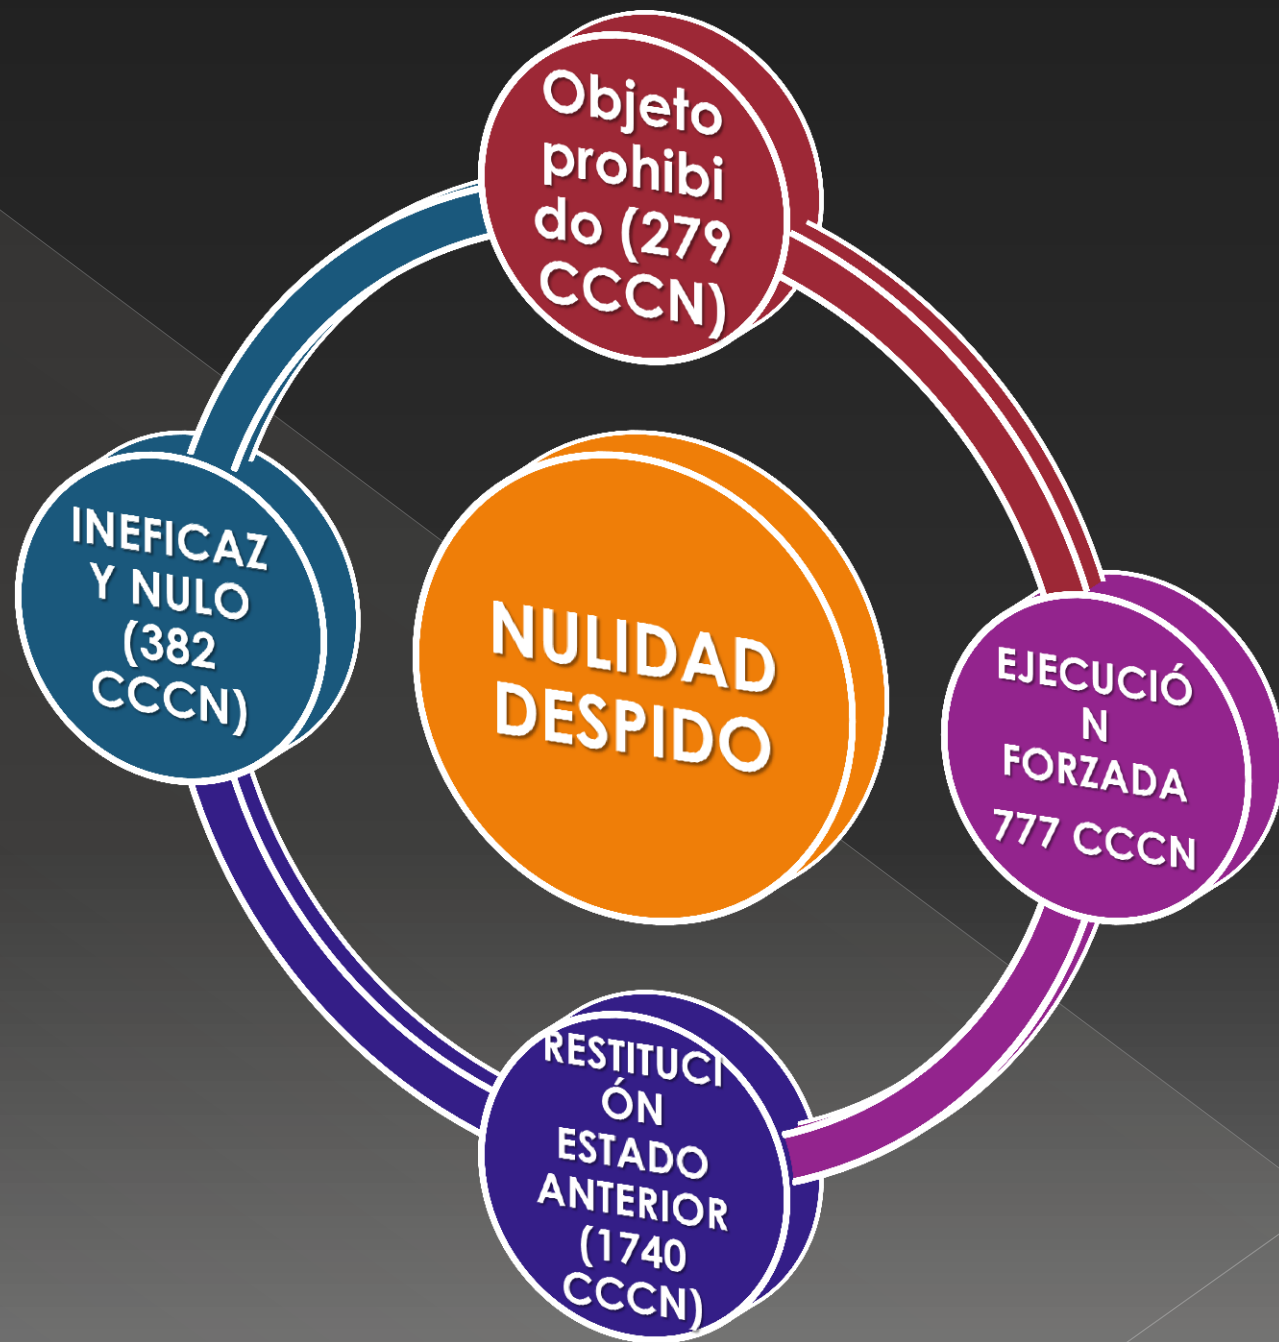 Objeto
prohibi
do (279
CCCN)
INEFICAZ
Y NULO
(382
CCCN)
NULIDAD
DESPIDO
EJECUCIÓ
N
FORZADA
777 CCCN
RESTITUCI
ÓN
ESTADO
ANTERIOR
(1740
CCCN)